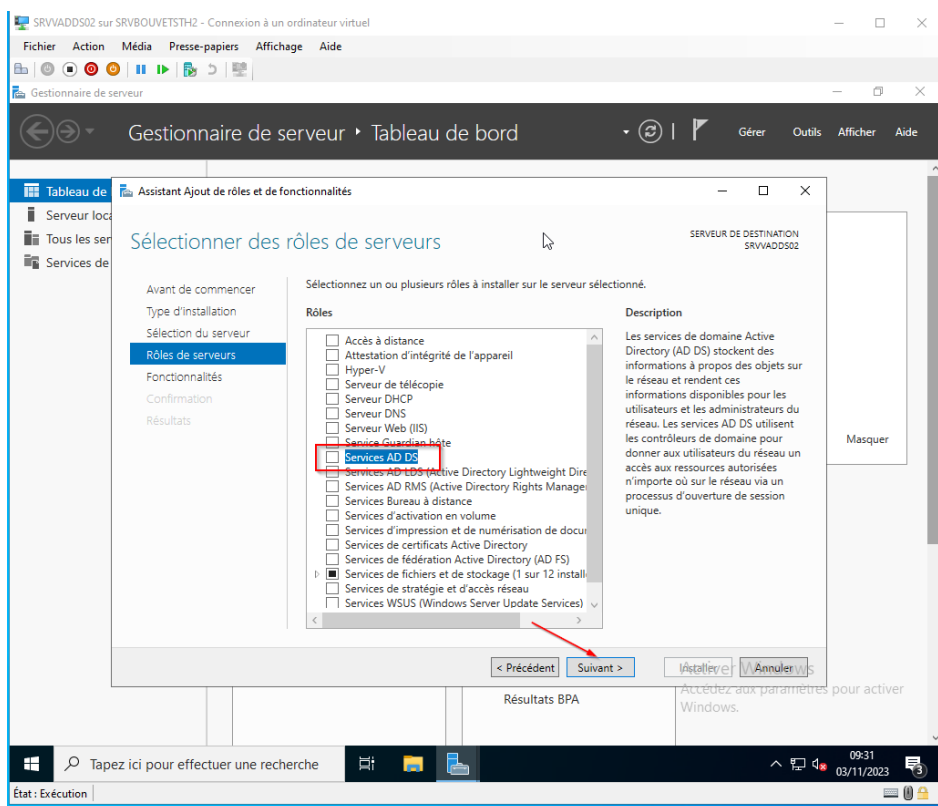 SRVVADDS02 sur SRVBOUVETSTH2 - Connexion à un ordinateur virtuel
Fichier Action Média Presse-papiers Affichage Aide
Gestionnaire de serveur
Gestionnaire de serveur Tableau de bord
Gérer Outils Afficher Aide
Tableau de
Serveur loca
Tous les ser
Services de
Assistant Ajout de rôles et de fonctionnalités
Sélectionner des rôles de serveurs
SERVEUR DE DESTINATION
SRVVADDS02
Avant de commencer
Type d'installation
Sélection du serveur
Rôles de serveurs
Fonctionnalités
Confirmation
Résultats
Sélectionnez un ou plusieurs rôles à installer sur le serveur sélectionné.
Rôles
Accès à distance
Attestation d'intégrité de l'appareil
Hyper-V
Serveur de télécopie
Serveur DHCP
Serveur DNS
Serveur Web (IIS)
Service Guardian hôte
Services AD DS
Services AD LDS (Active Directory Lightweight Dire
Services AD RMS (Active Directory Rights Manage
Services Bureau à distance
Services d'activation en volume
Services d'impression et de numérisation de docu
Services de certificats Active Directory
Services de fédération Active Directory (AD FS)
Services de fichiers et de stockage (1 sur 12 install
Services de stratégie et d'accès réseau
Services WSUS (Windows Server Update Services)
Description
Les services de domaine Active
Directory (AD DS) stockent des
informations à propos des objets sur
le réseau et rendent ces
informations disponibles pour les
utilisateurs et les administrateurs du
réseau. Les services AD DS utilisent
les contrôleurs de domaine pour
donner aux utilisateurs du réseau un
accès aux ressources autorisées
n'importe où sur le réseau via un
processus d'ouverture de session
unique.
Masquer
< Précédent Suivant > Installer Annuler
Activer Windows
Accédez aux paramètres pour activer
Windows.
Résultats BPA
Tapez ici pour effectuer une recherche
09:31
03/11/2023
3
État : Exécution